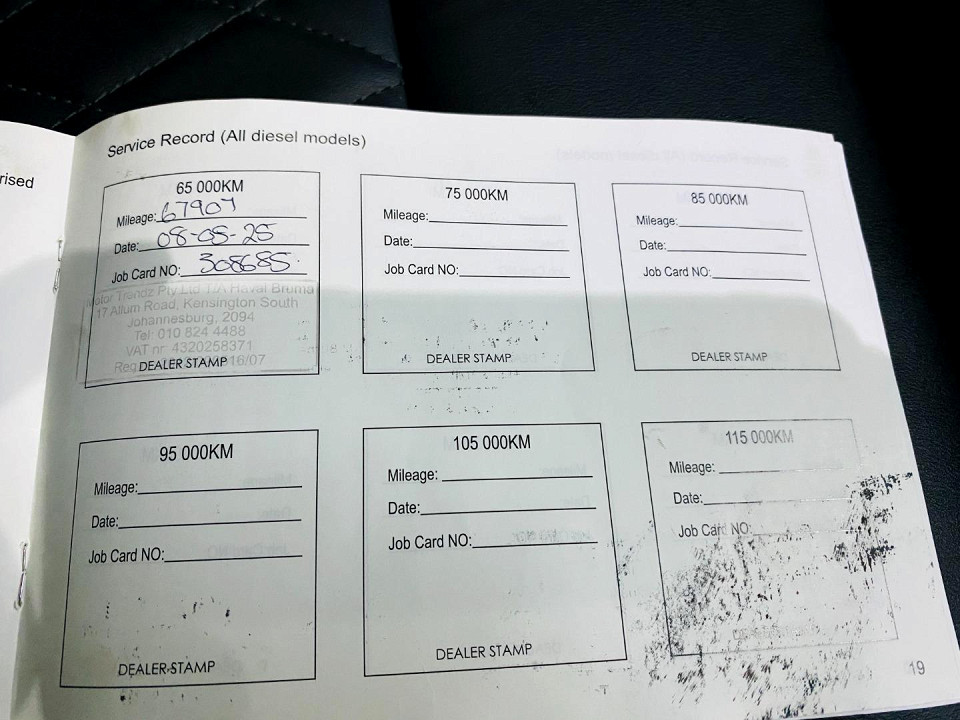 rised
Service Record (All diesel models)
65 000KM
Mileage: 67907
Date: 08-05-25
Job Card NO: 308685
Motor Trendz Pty Ltd T/A Haval Bruma
17 Allum Road, Kensington South
Johannesburg, 2094
Tel: 010 824 4488
VAT nr: 4320258371
Reg 16/07
DEALER STAMP
75 000KM
Mileage:
Date:
Job Card NO:
DEALER STAMP
85 000KM
Mileage:
Date:
Job Card NO:
DEALER STAMP
95 000KM
Mileage:
Date:
Job Card NO:
DEALER STAMP
105 000KM
Mileage:
Date:
Job Card NO:
DEALER STAMP
115 000KM
Mileage:
Date:
Job Card NO:
19